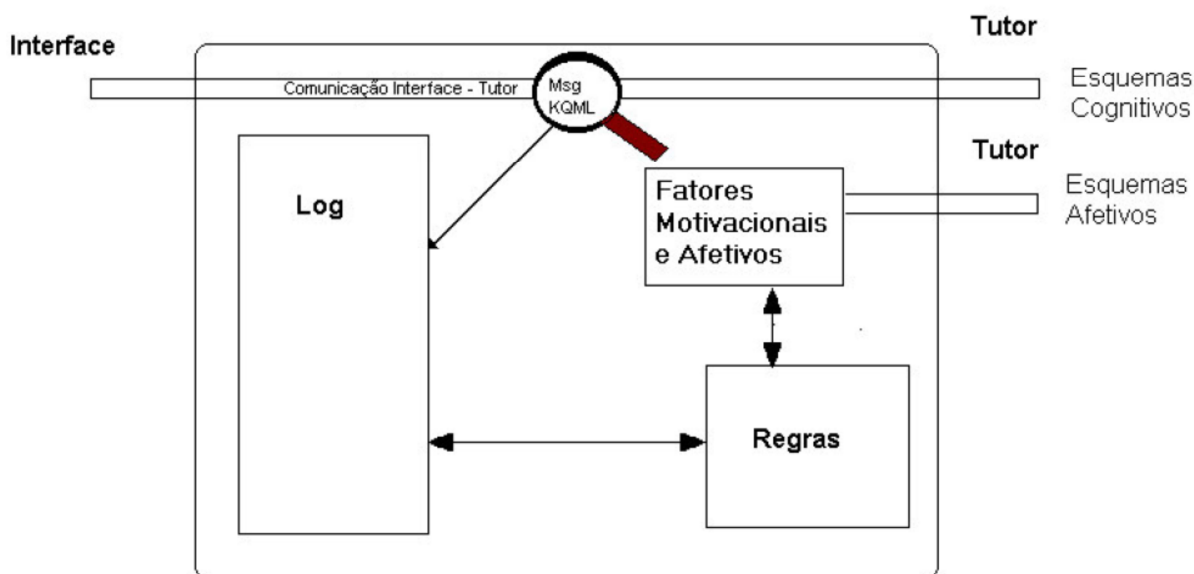 Interface
Tutor
Comunicação Interface - Tutor
Msg
KQML
Esquemas
Cognitivos
Tutor
Log
Fatores
Motivacionais
e Afetivos
Esquemas
Afetivos
Regras